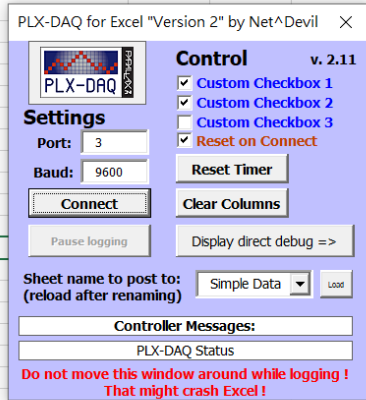 PLX-DAQ for Excel "Version 2" by Net^Devil
PLX-DAQ
PARALLAX
Control v. 2.11
Custom Checkbox 1
Custom Checkbox 2
Custom Checkbox 3
Reset on Connect
Settings
Port: 3
Baud: 9600
Reset Timer
Connect
Clear Columns
Pause logging
Display direct debug =>
Sheet name to post to:
(reload after renaming)
Simple Data
Load
Controller Messages:
PLX-DAQ Status
Do not move this window around while logging !
That might crash Excel !